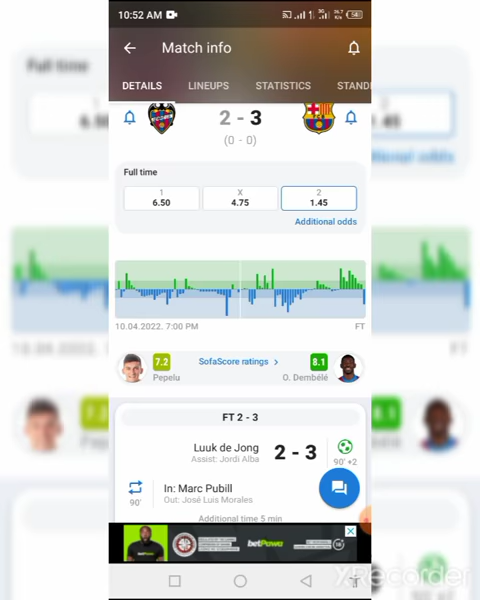 10:52 AM
Match info
DETAILS LINEUPS STATISTICS STAND
2 - 3
(0 - 0)
Full time
1 X 2
6.50 4.75 1.45
Additional odds
10.04.2022. 7:00 PM FT
7.2 SofaScore ratings > 8.1
Pepelu O. Dembélé
FT 2 - 3
Luuk de Jong 2 - 3
Assist: Jordi Alba 90' +2
In: Marc Pubill
90' Out: José Luis Morales
Additional time 5 min
betPawa
XRecorder